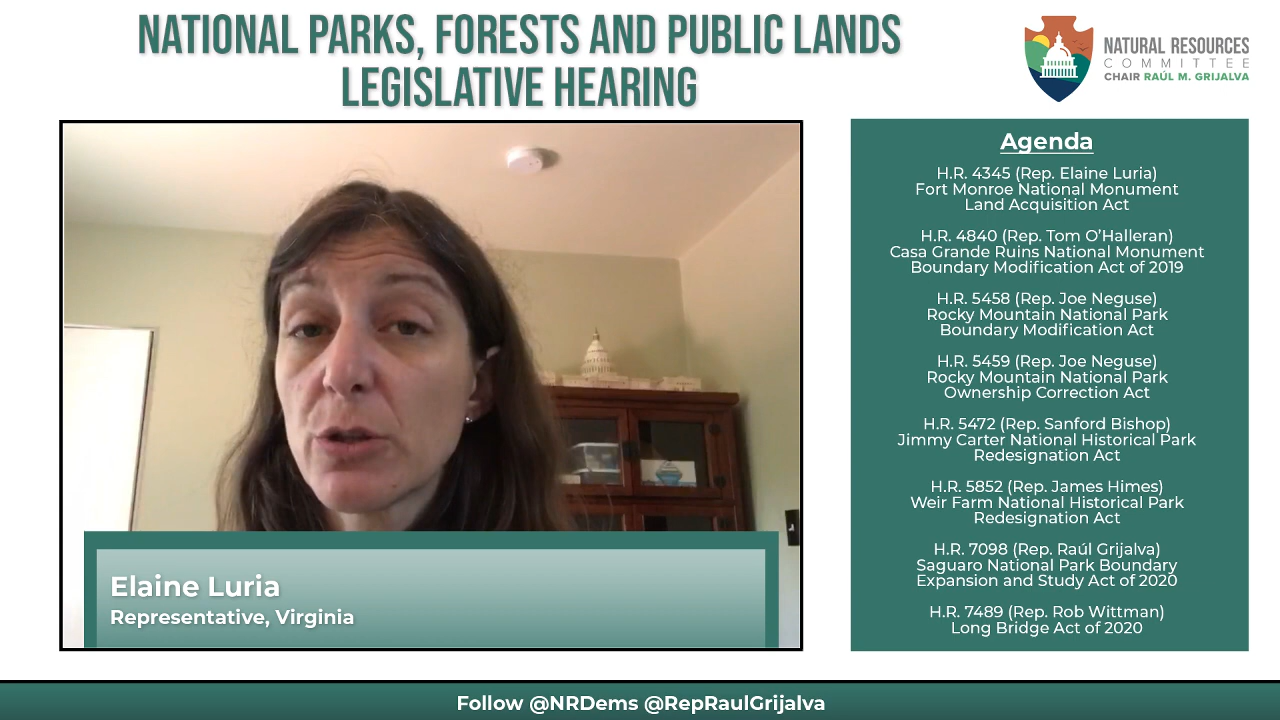 NATIONAL PARKS, FORESTS AND PUBLIC LANDS
LEGISLATIVE HEARING
NATURAL RESOURCES
COMMITTEE
CHAIR RAÚL M. GRIJALVA
Elaine Luria
Representative, Virginia
Agenda
H.R. 4345 (Rep. Elaine Luria)
Fort Monroe National Monument
Land Acquisition Act
H.R. 4840 (Rep. Tom O'Halleran)
Casa Grande Ruins National Monument
Boundary Modification Act of 2019
H.R. 5458 (Rep. Joe Neguse)
Rocky Mountain National Park
Boundary Modification Act
H.R. 5459 (Rep. Joe Neguse)
Rocky Mountain National Park
Ownership Correction Act
H.R. 5472 (Rep. Sanford Bishop)
Jimmy Carter National Historical Park
Redesignation Act
H.R. 5852 (Rep. James Himes)
Weir Farm National Historical Park
Redesignation Act
H.R. 7098 (Rep. Raúl Grijalva)
Saguaro National Park Boundary
Expansion and Study Act of 2020
H.R. 7489 (Rep. Rob Wittman)
Long Bridge Act of 2020
Follow @NRDems @RepRaulGrijalva